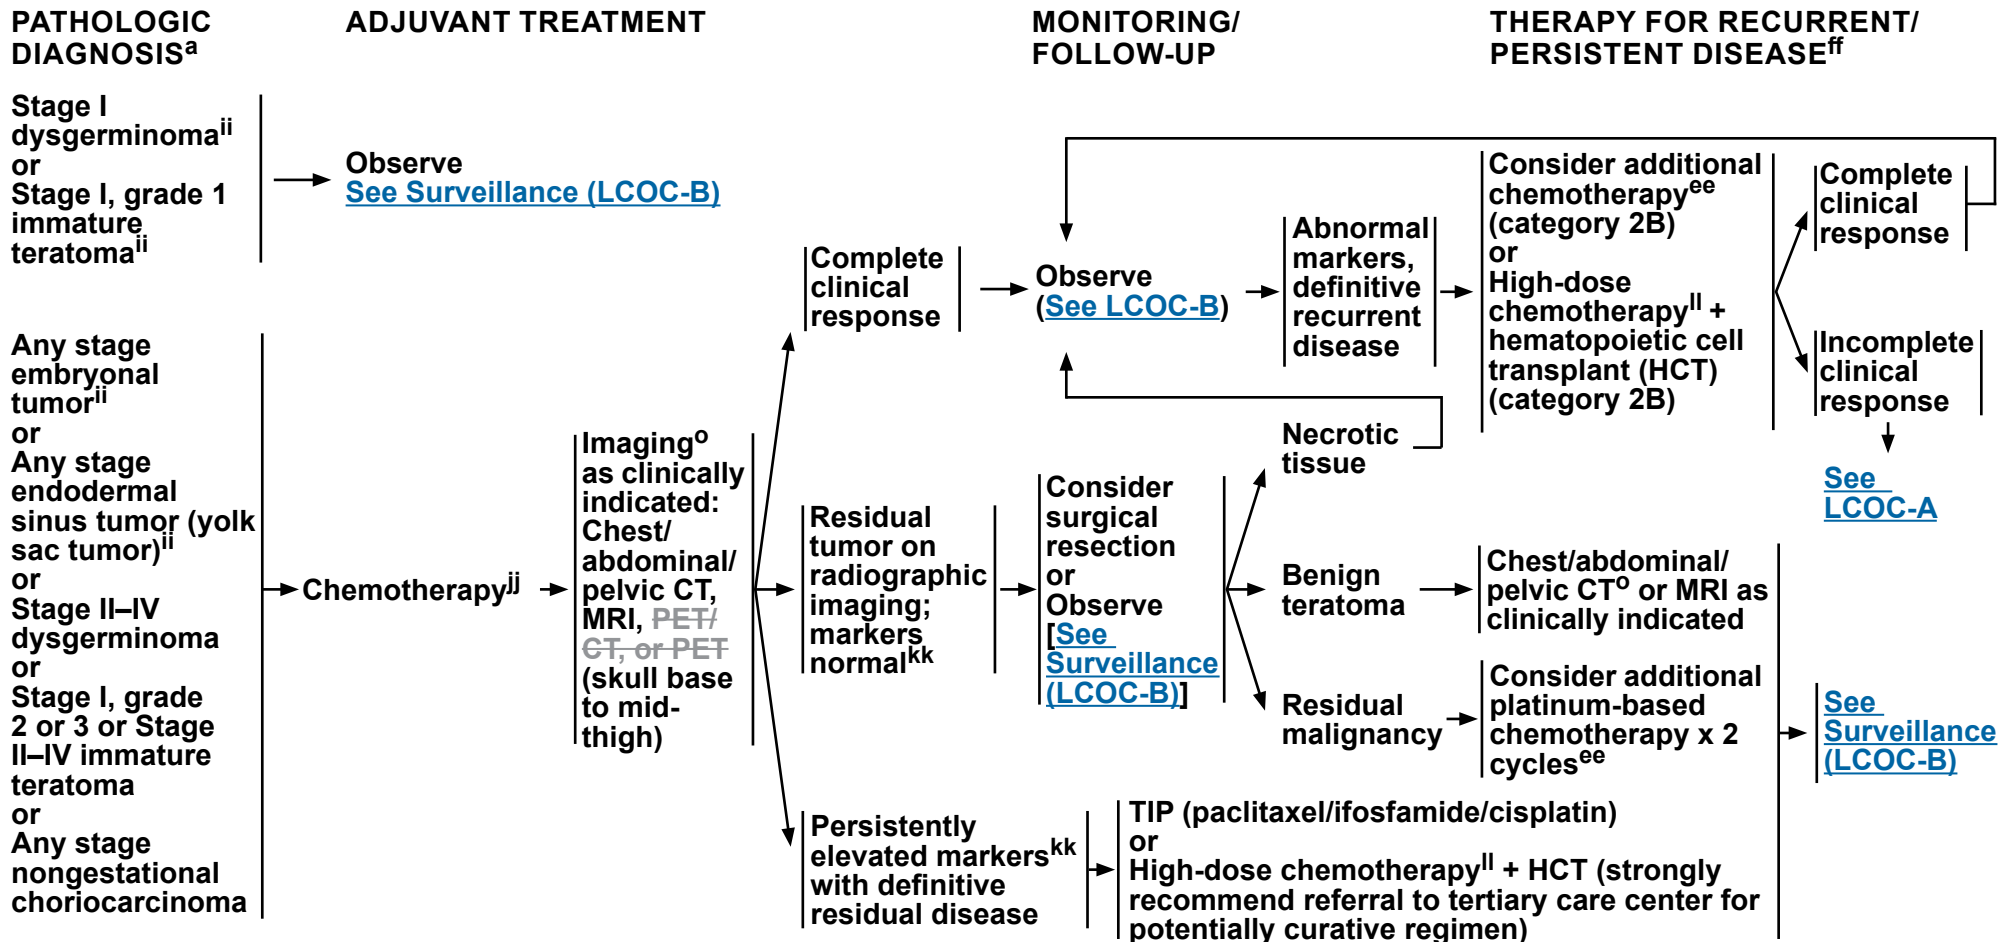 PATHOLOGIC
DIAGNOSISa
ADJUVANT TREATMENT
MONITORING/
FOLLOW-UP
THERAPY FOR RECURRENT/
PERSISTENT DISEASEff
Stage I
dysgerminomaii
or
Stage I, grade 1
immature
teratomaii
Observe
See Surveillance (LCOC-B)
Any stage
embryonal
tumorii
or
Any stage
endodermal
sinus tumor (yolk
sac tumor)ii
or
Stage II–IV
dysgerminoma
or
Stage I, grade
2 or 3 or Stage
II–IV immature
teratoma
or
Any stage
nongestational
choriocarcinoma
Chemotherapyjj
Imagingo
as clinically
indicated:
Chest/
abdominal/
pelvic CT,
MRI, PET/
CT, or PET
(skull base
to mid-
thigh)
Complete
clinical
response
Observe
(See LCOC-B)
Abnormal
markers,
definitive
recurrent
disease
Consider additional
chemotherapyee
(category 2B)
or
High-dose
chemotherapyll +
hematopoietic cell
transplant (HCT)
(category 2B)
Complete
clinical
response
Incomplete
clinical
response
See
LCOC-A
Residual
tumor on
radiographic
imaging;
markers
normalkk
Consider
surgical
resection
or
Observe
[See
Surveillance
(LCOC-B)]
Necrotic
tissue
Benign
teratoma
Chest/abdominal/
pelvic CTo or MRI as
clinically indicated
Residual
malignancy
Consider additional
platinum-based
chemotherapy x 2
cyclesee
See
Surveillance
(LCOC-B)
Persistently
elevated markerskk
with definitive
residual disease
TIP (paclitaxel/ifosfamide/cisplatin)
or
High-dose chemotherapyll + HCT (strongly
recommend referral to tertiary care center for
potentially curative regimen)